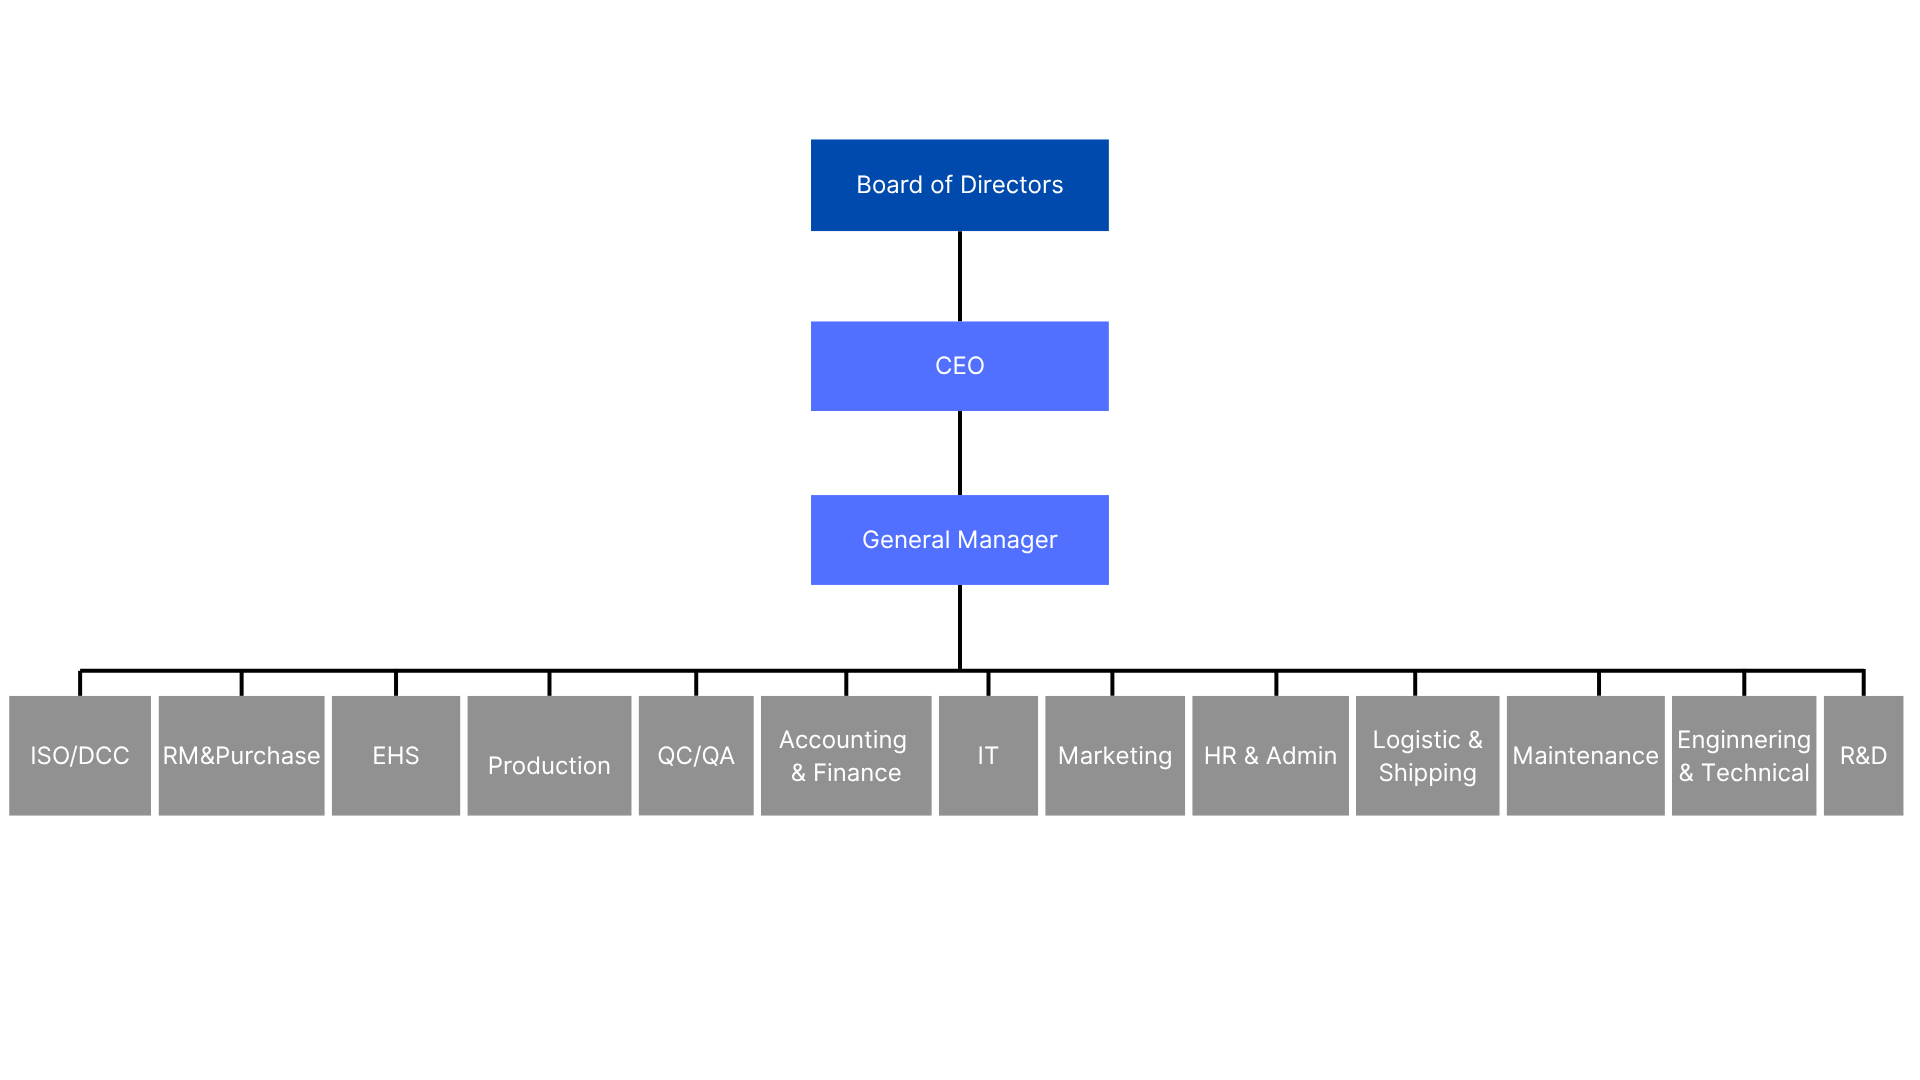 Board of Directors
CEO
General Manager
ISO/DCC
RM&Purchase
EHS
Production
QC/QA
Accounting
& Finance
IT
Marketing
HR & Admin
Logistic &
Shipping
Maintenance
Enginnering
& Technical
R&D